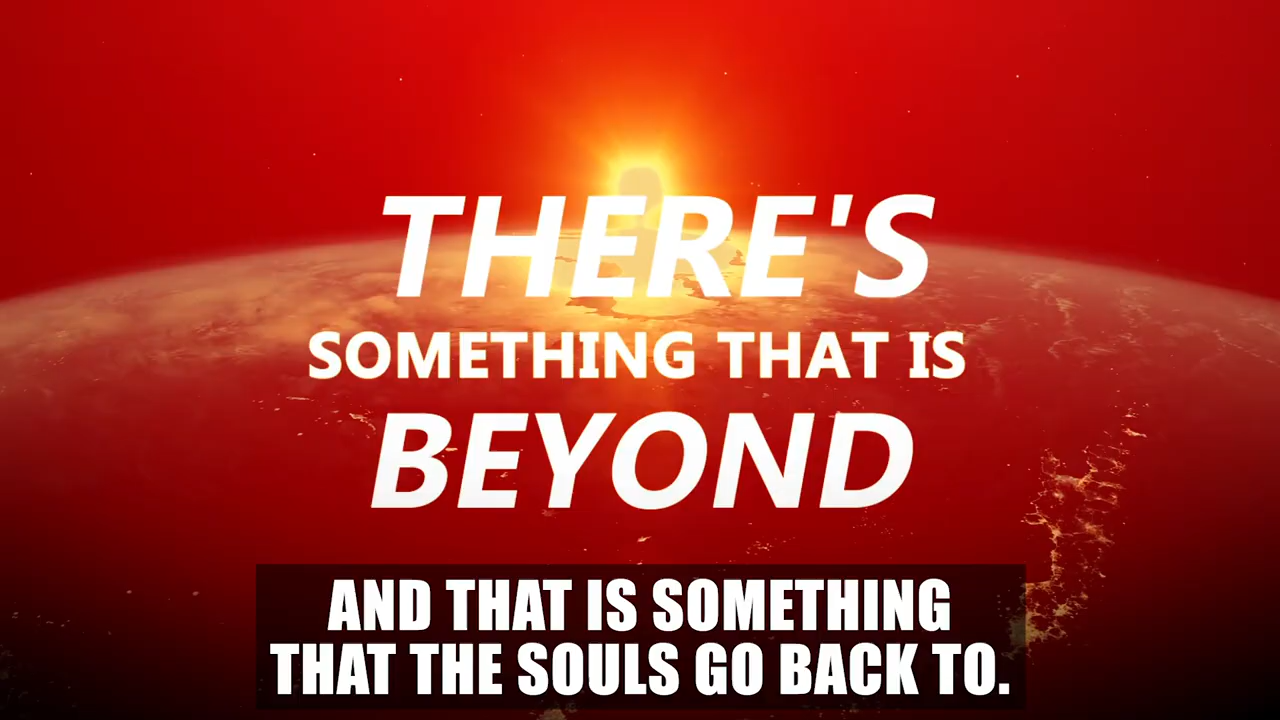 THERE'S
SOMETHING THAT IS
BEYOND
AND THAT IS SOMETHING
THAT THE SOULS GO BACK TO.